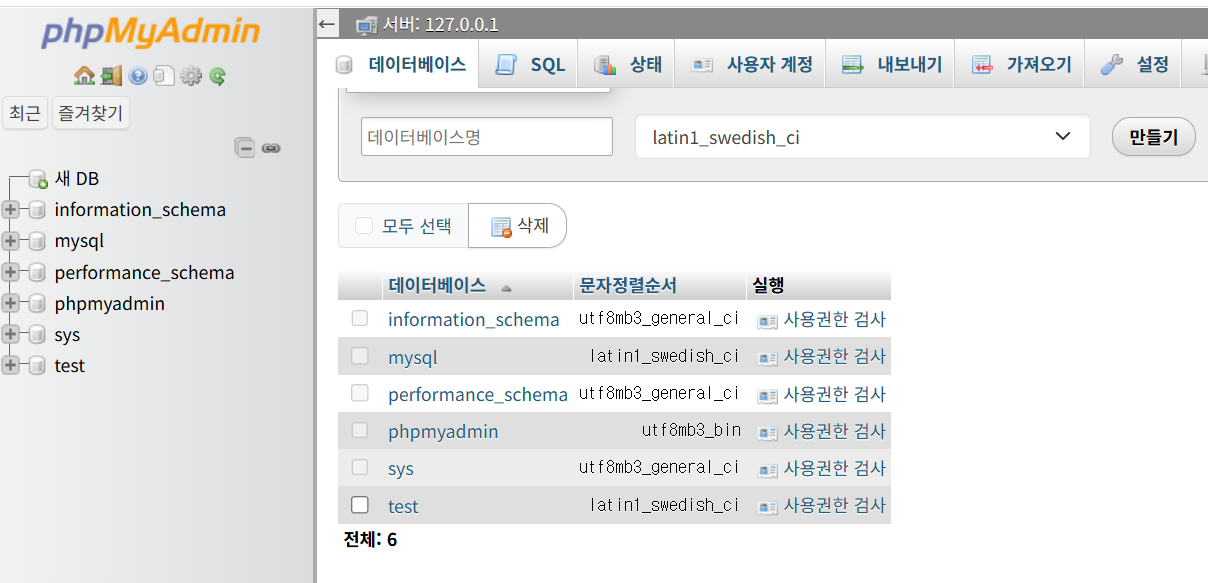 phpMyAdmin
최근 즐겨찾기
새 DB
information_schema
mysql
performance_schema
phpmyadmin
sys
test
서버: 127.0.0.1
데이터베이스 SQL 상태 사용자 계정 내보내기 가져오기 설정
데이터베이스명 latin1_swedish_ci 만들기
모두 선택 삭제
데이터베이스 문자정렬순서 실행
information_schema utf8mb3_general_ci 사용권한 검사
mysql latin1_swedish_ci 사용권한 검사
performance_schema utf8mb3_general_ci 사용권한 검사
phpmyadmin utf8mb3_bin 사용권한 검사
sys utf8mb3_general_ci 사용권한 검사
test latin1_swedish_ci 사용권한 검사
전체: 6